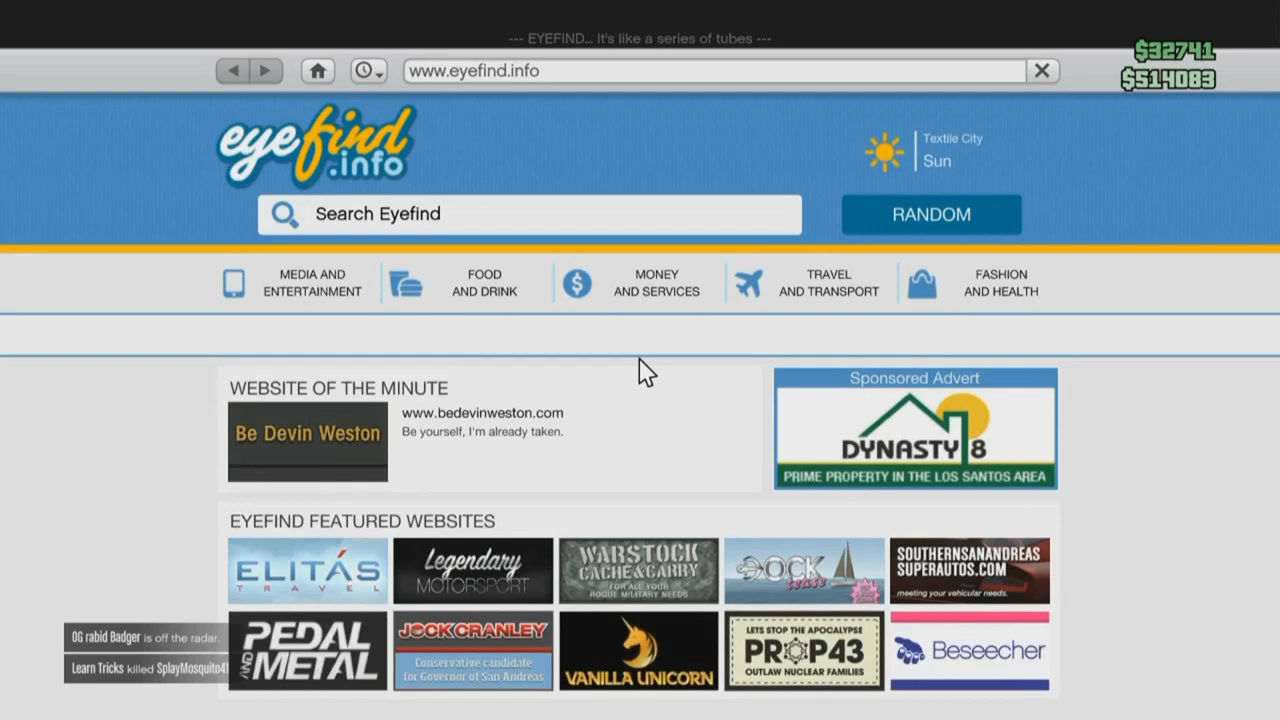 --- EYEFIND... It's like a series of tubes ---
$32741
www.eyefind.info
$514083
eyefind
.info
Textile City
Sun
Search Eyefind
RANDOM
MEDIA AND
ENTERTAINMENT
FOOD
AND DRINK
MONEY
AND SERVICES
TRAVEL
AND TRANSPORT
FASHION
AND HEALTH
WEBSITE OF THE MINUTE
Be Devin Weston
www.bedevinweston.com
Be yourself, I'm already taken.
Sponsored Advert
DYNASTY 8
PRIME PROPERTY IN THE LOS SANTOS AREA
EYEFIND FEATURED WEBSITES
ELITÁS
TRAVEL
Legendary
MOTORSPORT
WARSTOCK
CACHE & CARRY
FOR ALL YOUR
ROGUE MILITARY NEEDS
DOCK
tease
SOUTHERNSANANDREAS
SUPERAUTOS.COM
meeting your vehicular needs.
OG rabid Badger is off the radar.
Learn Tricks killed SplayMosquito41
PEDAL
AND
METAL
JOCK CRANLEY
Conservative candidate
for Governor of San Andreas
VANILLA UNICORN
LETS STOP THE APOCALYPSE
PROP43
OUTLAW NUCLEAR FAMILIES
Beseecher